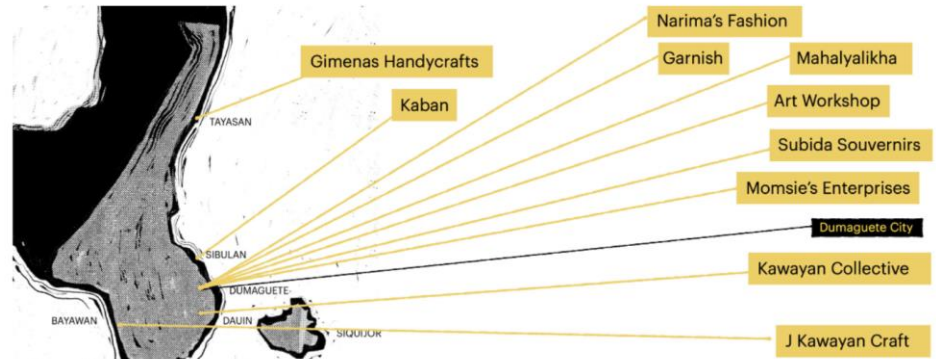 Narima's Fashion
Gimenas Handycrafts
Garnish
Mahalyalikha
Kaban
Art Workshop
TAYASAN
Subida Souvernirs
Momsie's Enterprises
Dumaguete City
SIBULAN
Kawayan Collective
DUMAGUETE
BAYAWAN
DAUIN
SIQUIJOR
J Kawayan Craft